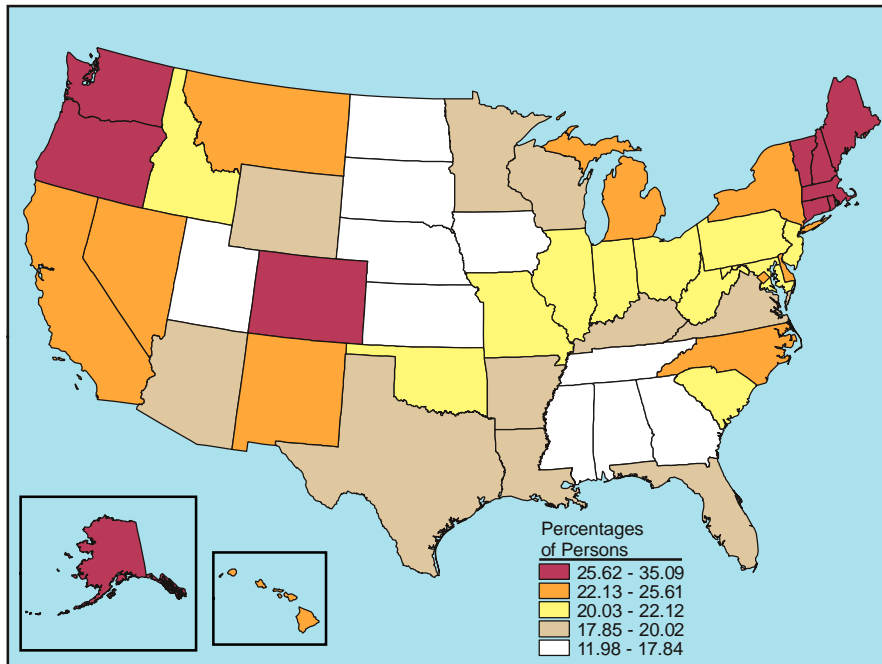 Percentages
of Persons
25.62 - 35.09
22.13 - 25.61
20.03 - 22.12
17.85 - 20.02
11.98 - 17.84